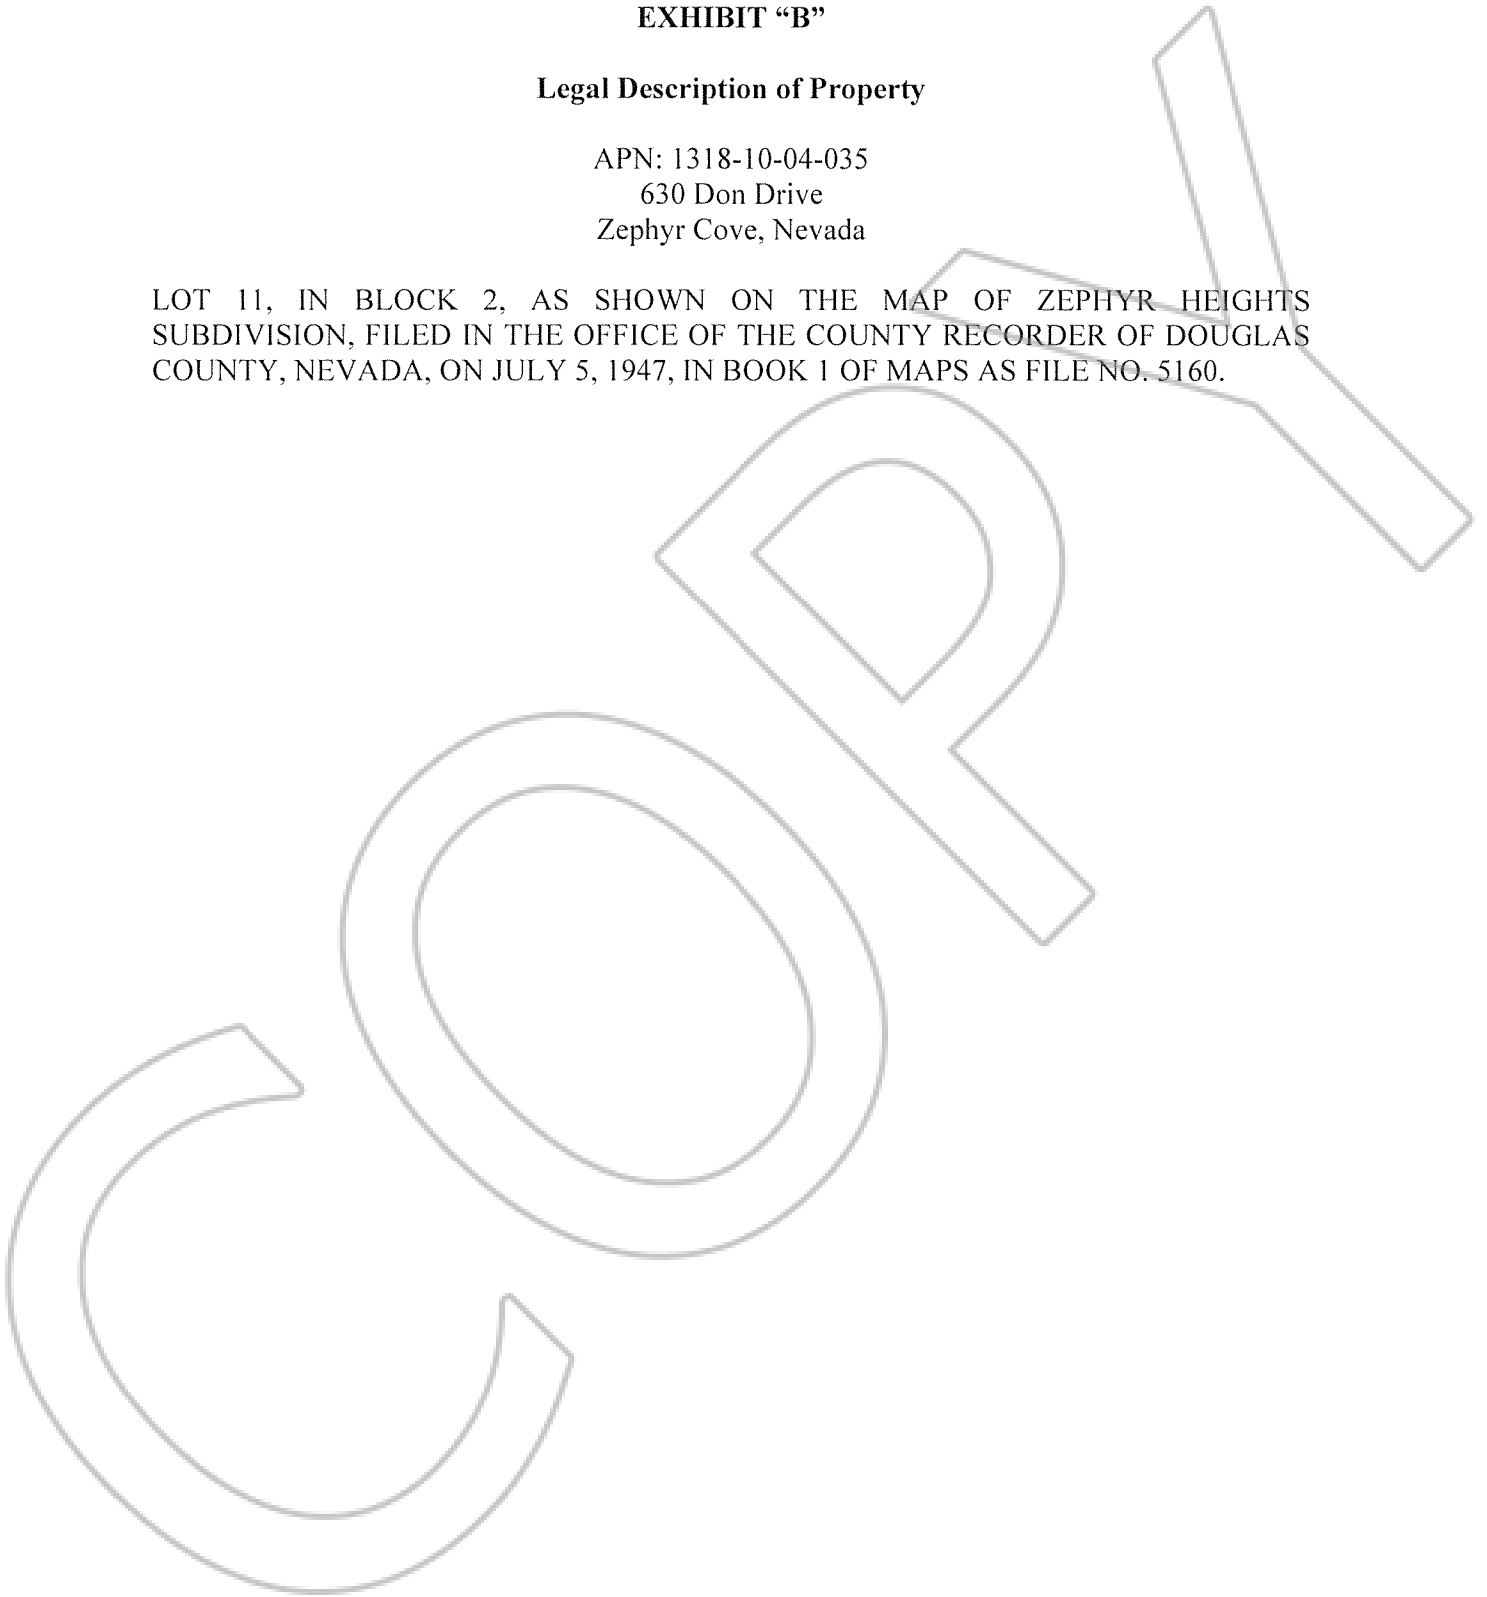 EXHIBIT “B”
Legal Description of Property
APN: 1318-10-04-035
630 Don Drive
Zephyr Cove, Nevada
LOT 11, IN BLOCK 2, AS SHOWN ON THE MAP OF ZEPHYR HEIGHTS
SUBDIVISION, FILED IN THE OFFICE OF THE COUNTY RECORDER OF DOUGLAS
COUNTY, NEVADA, ON JULY 5, 1947, IN BOOK 1 OF MAPS AS FILE NO. 5160.
COPY